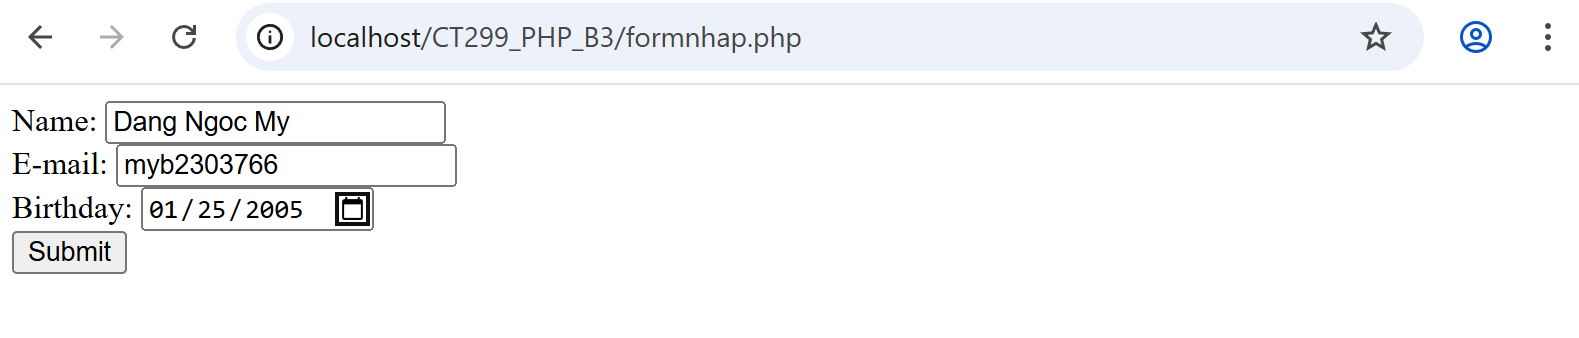 localhost/CT299_PHP_B3/formnhap.php
Name: Dang Ngoc My
E-mail: myb2303766
Birthday: 01/25/2005
Submit